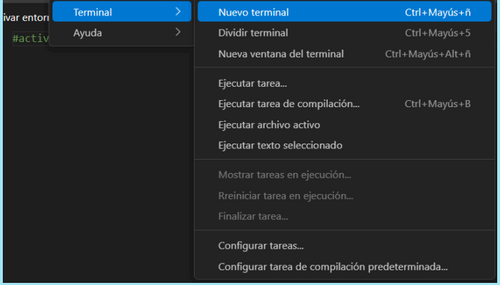 Terminal
Nuevo terminal Ctrl+Mayús+ñ
ivar entorn
Ayuda
Dividir terminal Ctrl+Mayús+5
#activ
Nueva ventana del terminal Ctrl+Mayús+Alt+ñ
Ejecutar tarea...
Ejecutar tarea de compilación... Ctrl+Mayús+B
Ejecutar archivo activo
Ejecutar texto seleccionado
Mostrar tareas en ejecución...
Rreiniciar tarea en ejecución...
Finalizar tarea...
Configurar tareas...
Configurar tarea de compilación predeterminada...